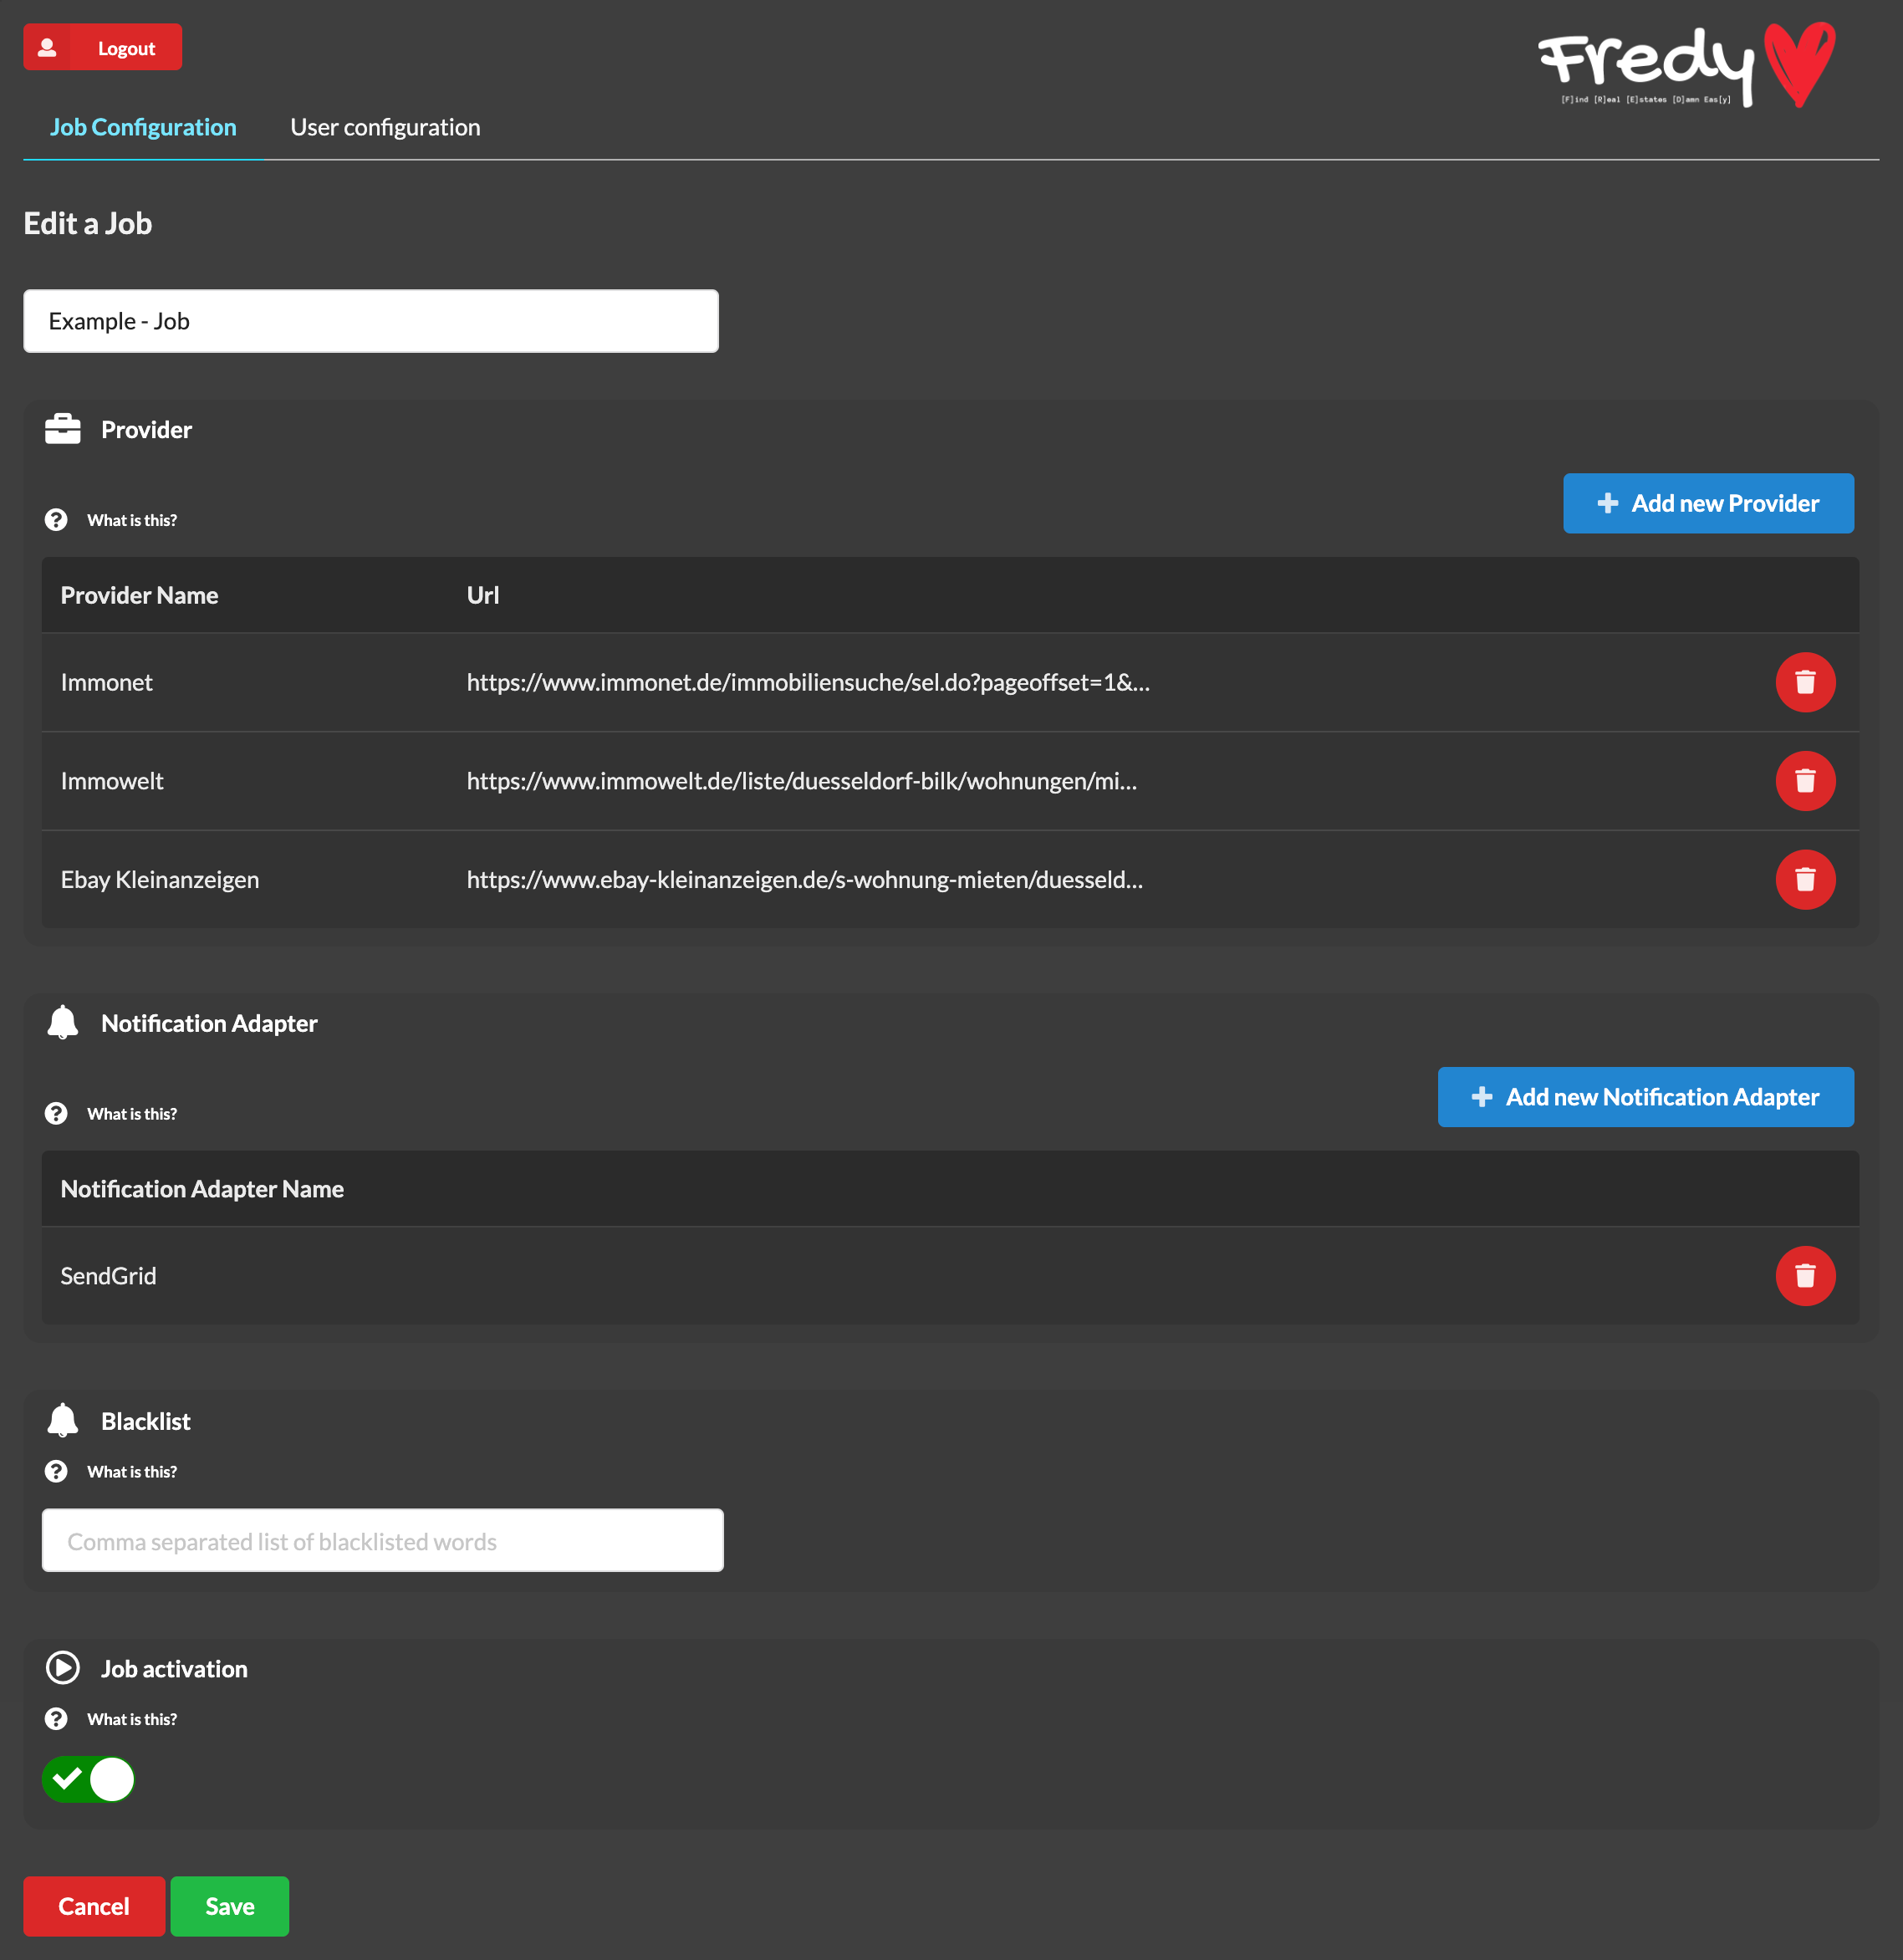 Logout
Fredy
[F]ind [R]eal [E]states [D]amn Eas[y]
Job Configuration User configuration
Edit a Job
Example - Job
Provider
What is this?
Add new Provider
Provider Name Url
Immonet https://www.immonet.de/immobiliensuche/sel.do?pageoffset=1&...
Immowelt https://www.immowelt.de/liste/duesseldorf-bilk/wohnungen/mi...
Ebay Kleinanzeigen https://www.ebay-kleinanzeigen.de/s-wohnung-mieten/duesseld...
Notification Adapter
What is this?
Add new Notification Adapter
Notification Adapter Name
SendGrid
Blacklist
What is this?
Comma separated list of blacklisted words
Job activation
What is this?
Cancel Save